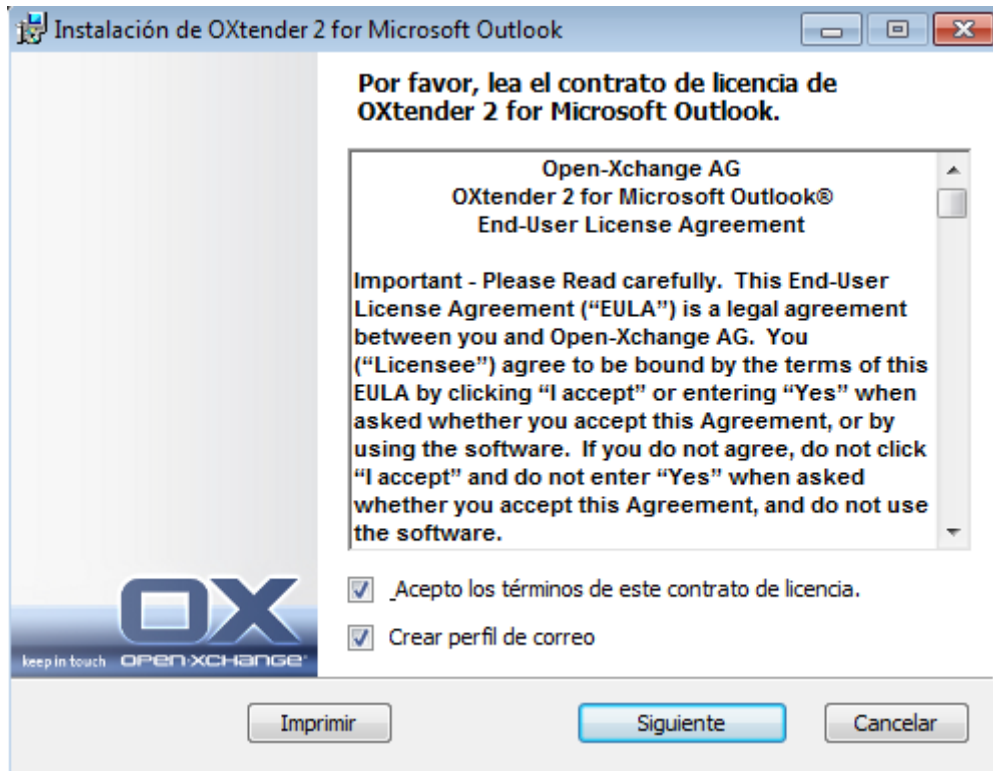 Instalación de OXtender 2 for Microsoft Outlook
Por favor, lea el contrato de licencia de
OXtender 2 for Microsoft Outlook.
Open-Xchange AG
OXtender 2 for Microsoft Outlook®
End-User License Agreement
Important - Please Read carefully.  This End-User
License Agreement (“EULA”) is a legal agreement
between you and Open-Xchange AG.  You
(“Licensee”) agree to be bound by the terms of this
EULA by clicking “I accept” or entering “Yes” when
asked whether you accept this Agreement, or by
using the software.  If you do not agree, do not click
“I accept” and do not enter “Yes” when asked
whether you accept this Agreement, and do not use
the software.
Acepto los términos de este contrato de licencia.
Crear perfil de correo
OX
keep in touch OPEN-XCHANGE
Imprimir
Siguiente
Cancelar